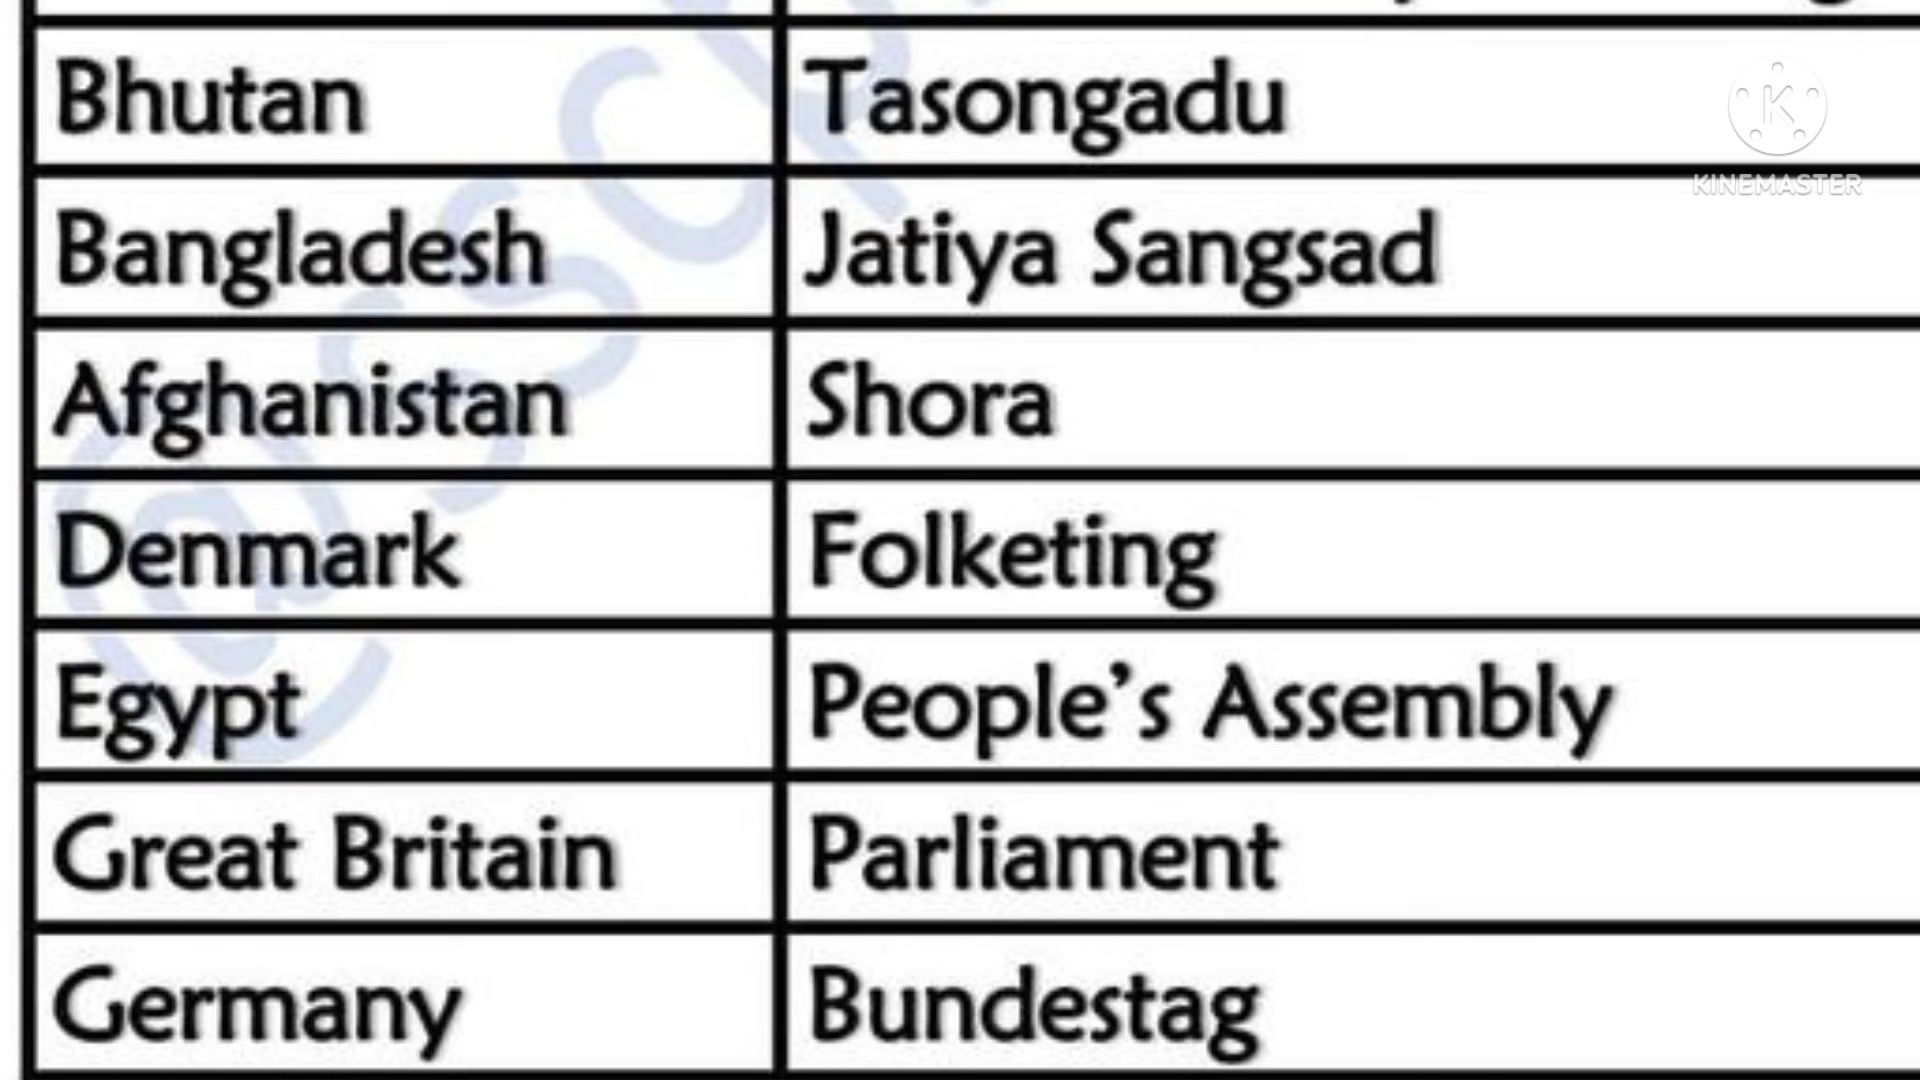 Bhutan Tasongadu
KINEMASTER
Bangladesh Jatiya Sangsad
Afghanistan Shora
Denmark Folketing
Egypt People's Assembly
Great Britain Parliament
Germany Bundestag